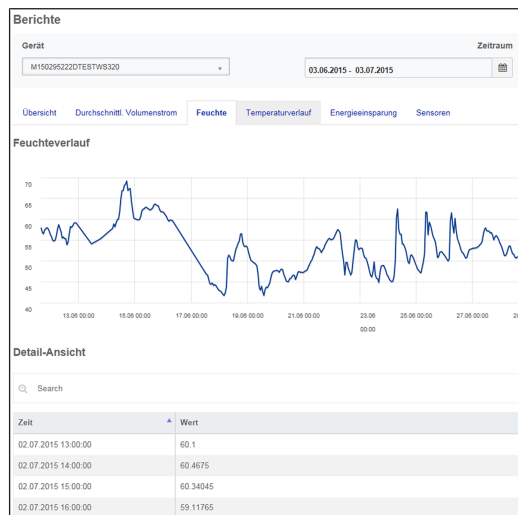 Berichte
Gerät Zeitraum
M150295222DTESTWS320 03.06.2015 - 03.07.2015
Übersicht Durchschnittl. Volumenstrom Feuchte Temperaturverlauf Energieeinsparung Sensoren
Feuchteverlauf
70
65
60
55
50
45
40
13.06 00:00 15.06 00:00 17.06 00:00 19.06 00:00 21.06 00:00 23.06 25.06 00:00 27.06 00:00
00:00
Detail-Ansicht
Search
Zeit Wert
02.07.2015 13:00:00 60.1
02.07.2015 14:00:00 60.4675
02.07.2015 15:00:00 60.34045
02.07.2015 16:00:00 59.11765